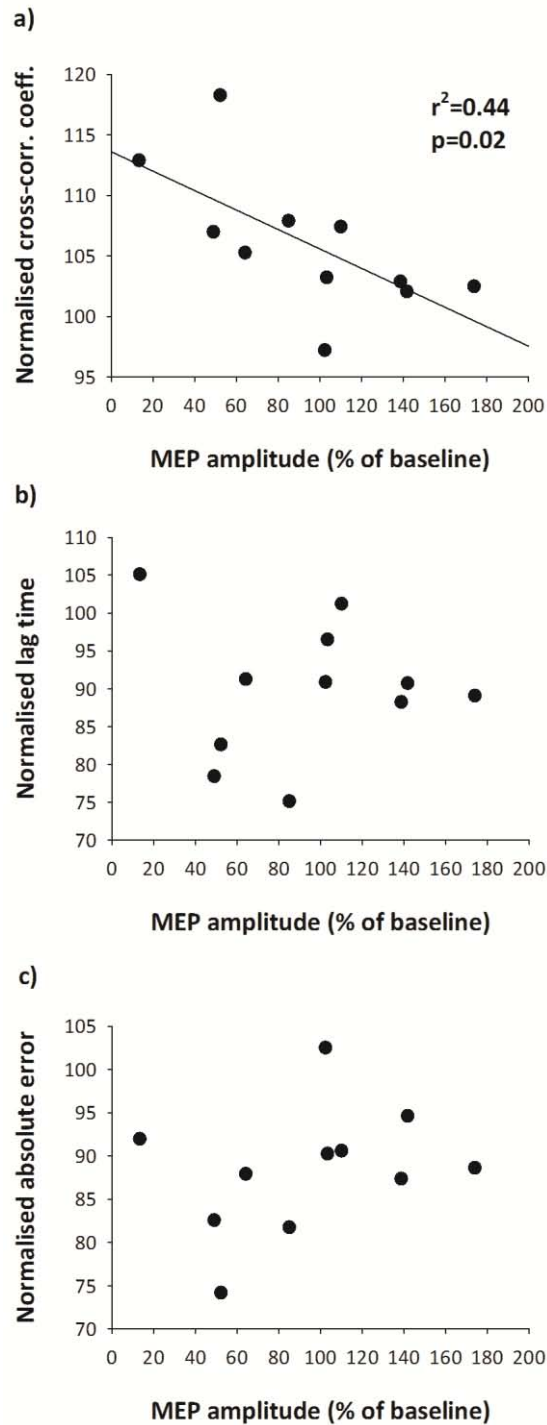 a)
Normalised cross-corr. coeff.
120
115
110
105
100
95
r²=0.44
p=0.02
0 20 40 60 80 100 120 140 160 180 200
MEP amplitude (% of baseline)
b)
Normalised lag time
110
105
100
95
90
85
80
75
70
0 20 40 60 80 100 120 140 160 180 200
MEP amplitude (% of baseline)
c)
Normalised absolute error
105
100
95
90
85
80
75
70
0 20 40 60 80 100 120 140 160 180 200
MEP amplitude (% of baseline)